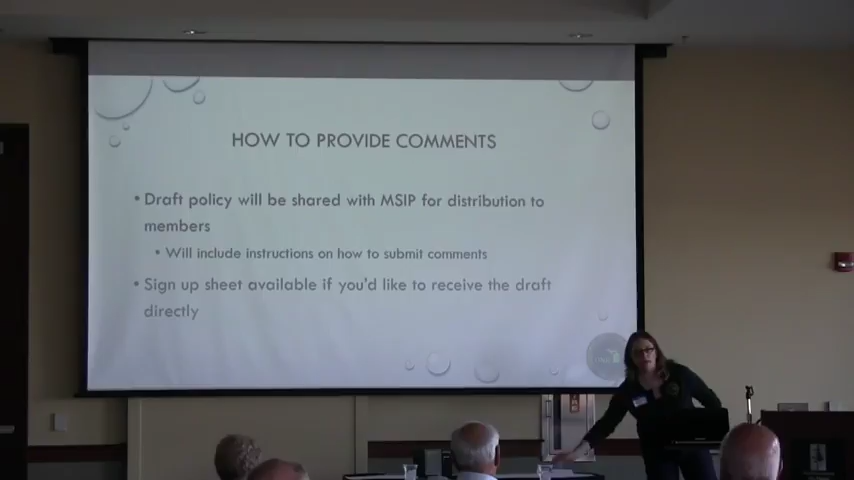 HOW TO PROVIDE COMMENTS
• Draft policy will be shared with MSIP for distribution to
members
• Will include instructions on how to submit comments
• Sign up sheet available if you'd like to receive the draft
directly